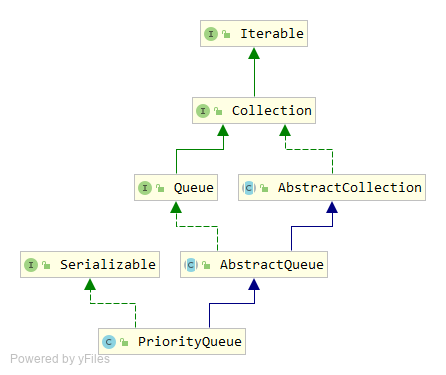 I Iterable
I Collection
I Queue
C AbstractCollection
I Serializable
C AbstractQueue
C PriorityQueue
Powered by yFiles